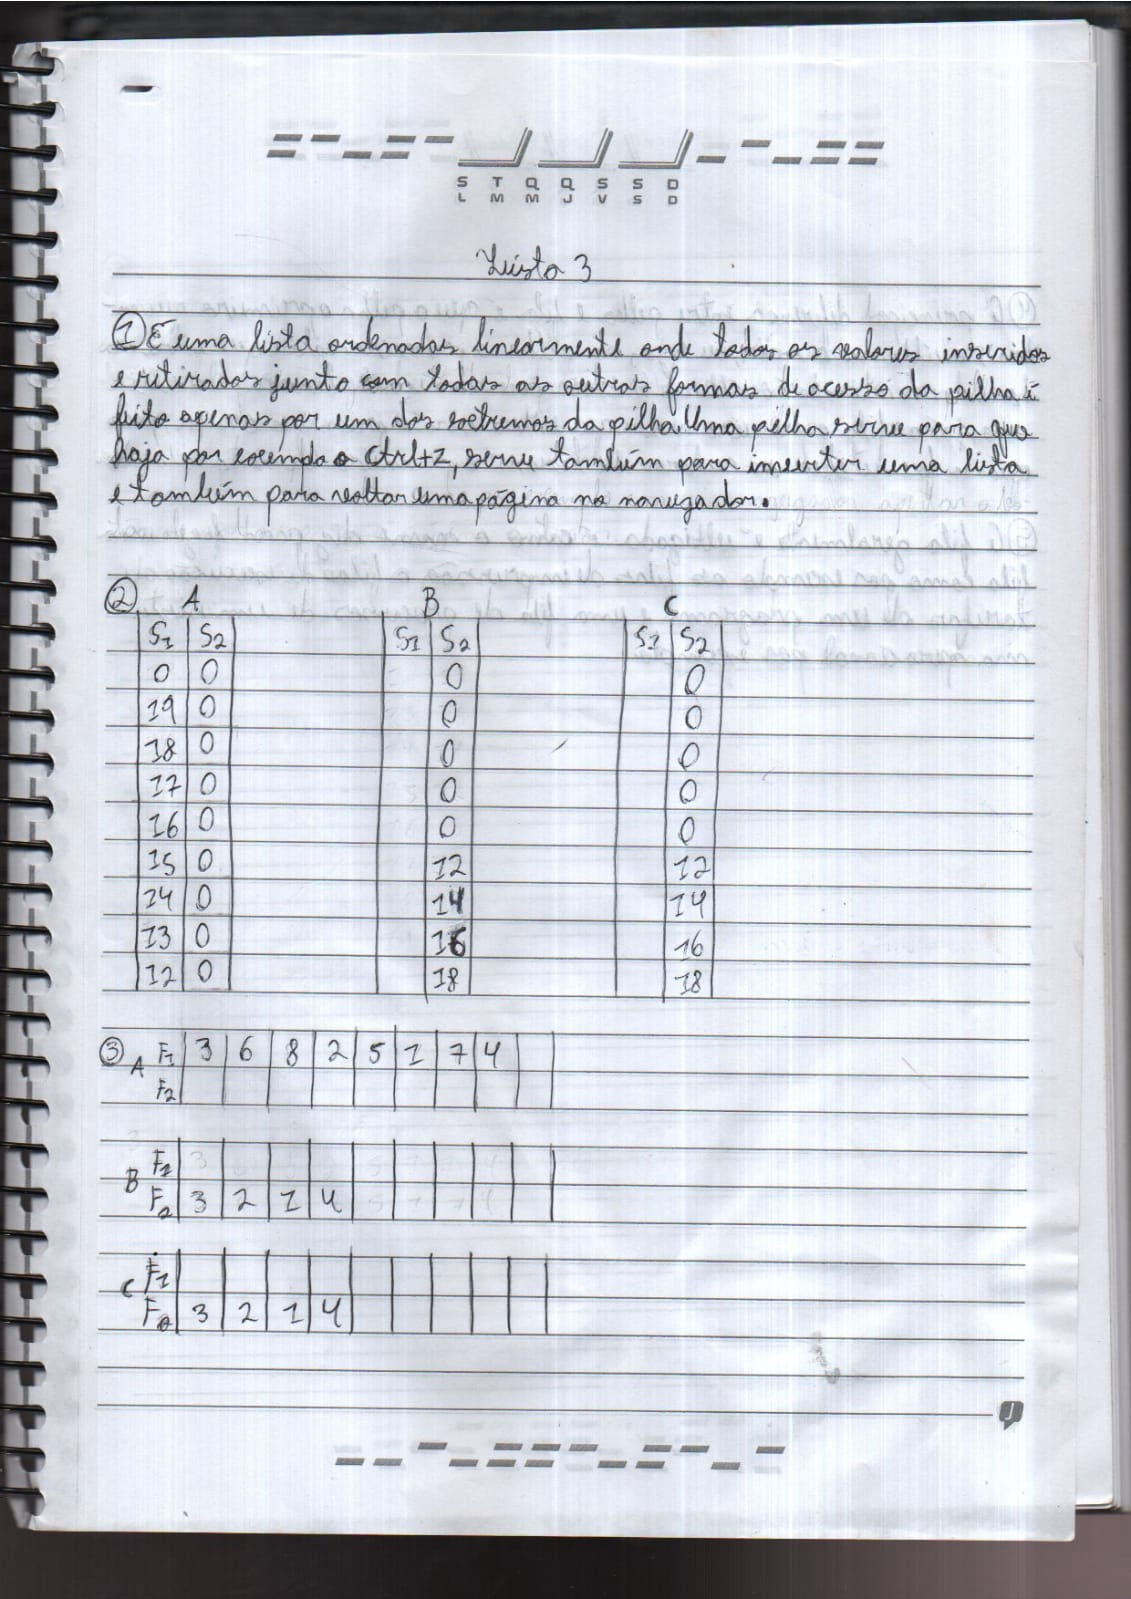 S T Q Q S S D
L M M J V S D
Lista 3
① É uma lista ordenadas linearmente onde todos os valores inseridos
e retirados junto com todas as outras formas de acesso da pilha é
feito apenas por um dos extremos da pilha. Uma pilha serve para que
haja por exemplo o Ctrl+Z, serve também para inverter uma lista
e também para voltar uma página no navegador.
② A B C
S1 S2 S1 S2 S1 S2
0 0 0 0
19 0 0 0
18 0 0 0
17 0 0 0
16 0 0 0
15 0 12 12
14 0 14 14
13 0 16 16
12 0 18 18
③ A F1 3 6 8 2 5 1 7 4
F2
B F1
F2 3 2 1 4
C F1
F2 3 2 1 4